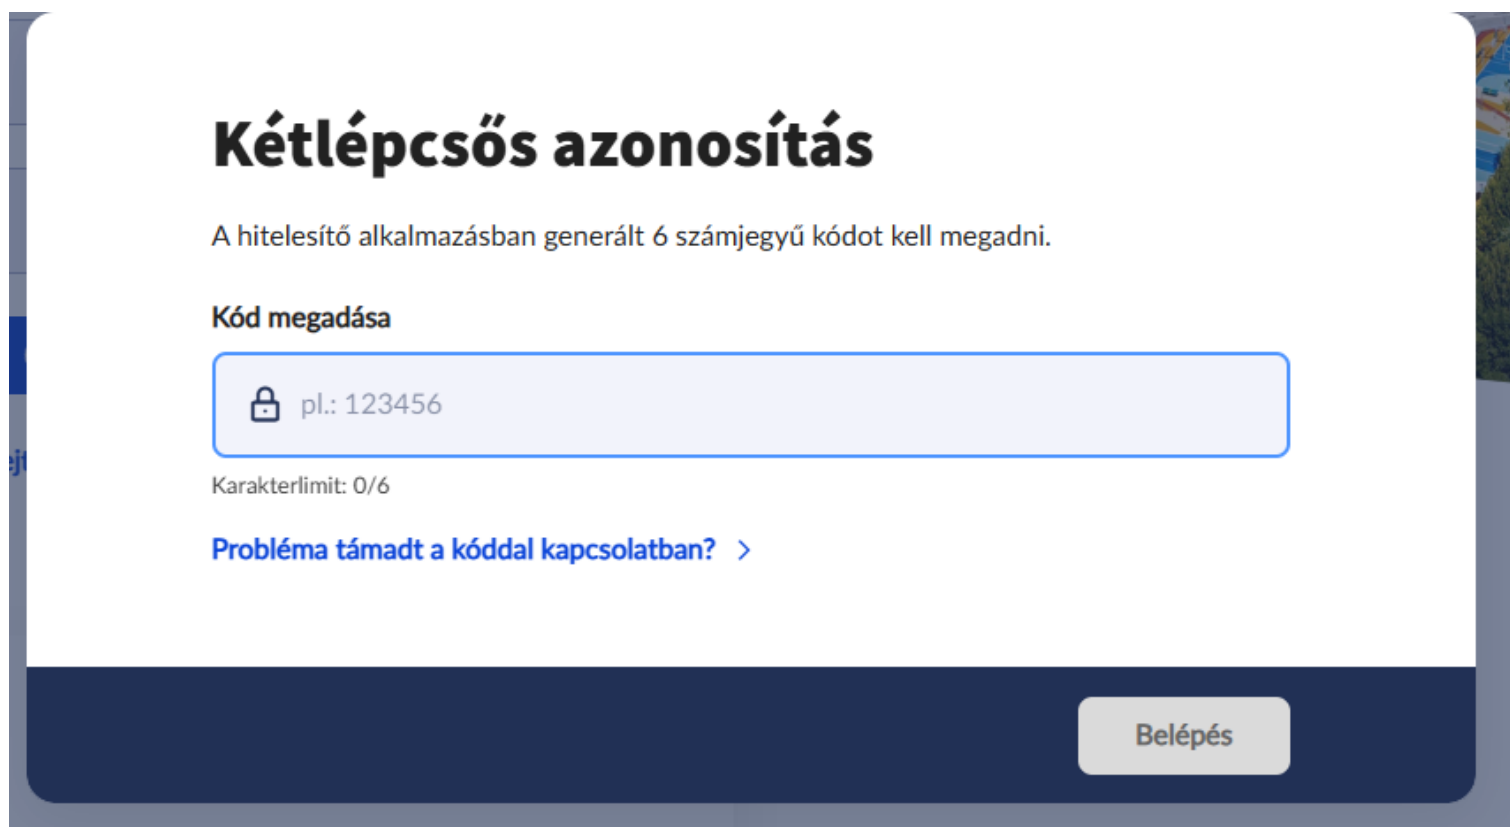 Kétlépcsős azonosítás
A hitelesítő alkalmazásban generált 6 számjegyű kódot kell megadni.
Kód megadása
pl.: 123456
Karakterlimit: 0/6
Probléma támadt a kóddal kapcsolatban?
Belépés